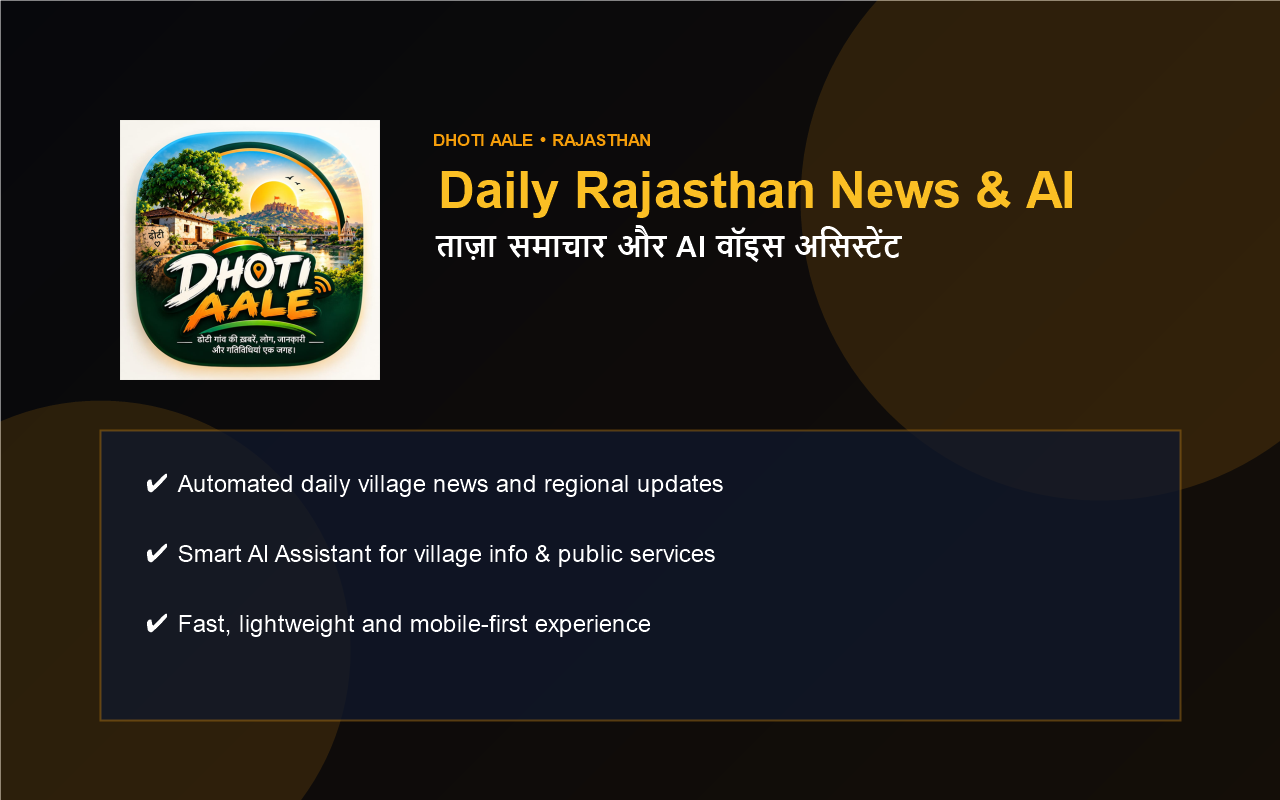 ढोटी
DHOTI
AALE
ढोटी गांव की ख़बरें, लोग, जानकारी
और गतिविधियां एक जगह।
DHOTI AALE • RAJASTHAN
Daily Rajasthan News & AI
ताज़ा समाचार और AI वॉइस असिस्टेंट
✔ Automated daily village news and regional updates
✔ Smart AI Assistant for village info & public services
✔ Fast, lightweight and mobile-first experience